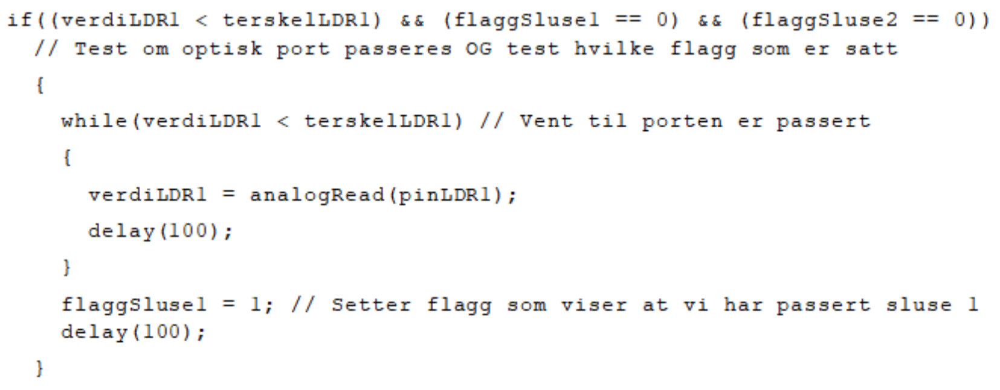 if((verdiLDR1 < terskelLDR1) && (flaggSluse1 == 0) && (flaggSluse2 == 0))
// Test om optisk port passeres OG test hvilke flagg som er satt
{
while(verdiLDR1 < terskelLDR1) // Vent til porten er passert
{
verdiLDR1 = analogRead(pinLDR1);
delay(100);
}
flaggSluse1 = 1; // Setter flagg som viser at vi har passert sluse 1
delay(100);
}